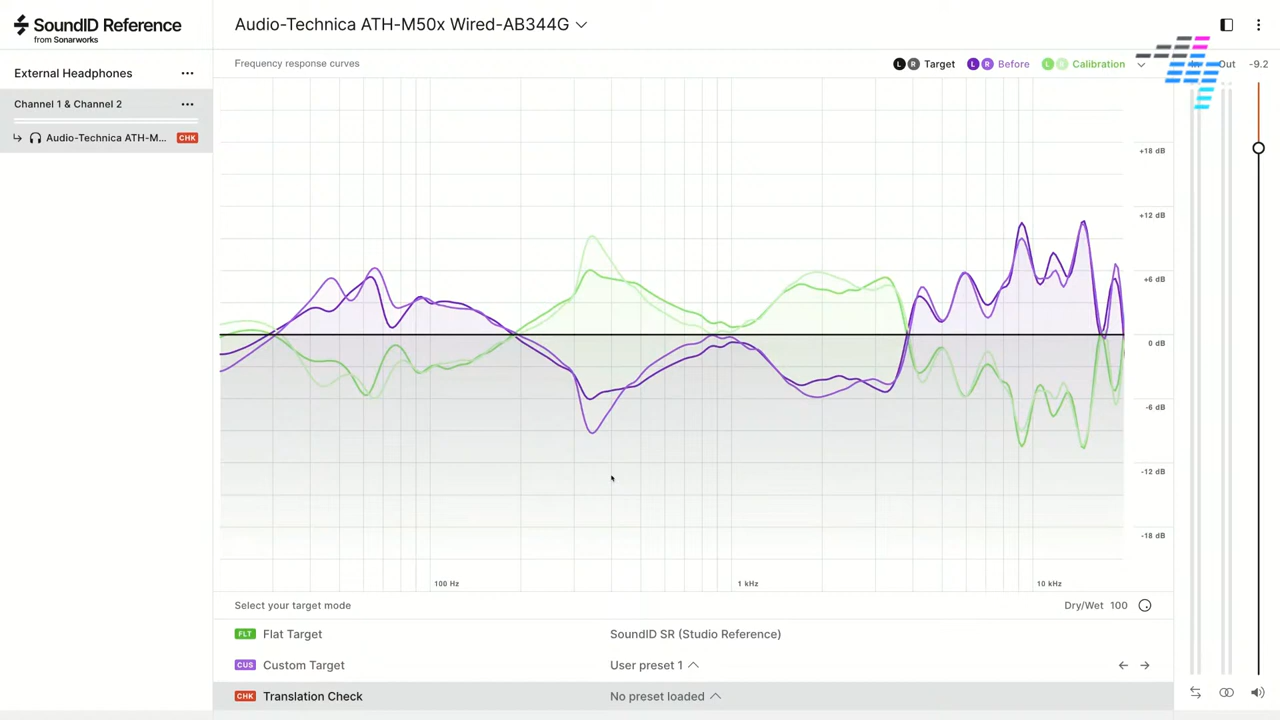 SoundID Reference
from Sonarworks
Audio-Technica ATH-M50x Wired-AB344G
External Headphones
Channel 1 & Channel 2
Audio-Technica ATH-M... CHK
Frequency response curves
L R Target L R Before L R Calibration
In Out -9.2
+18 dB
+12 dB
+6 dB
0 dB
-6 dB
-12 dB
-18 dB
100 Hz 1 kHz 10 kHz
Select your target mode
Dry/Wet 100
FLT Flat Target SoundID SR (Studio Reference)
CUS Custom Target User preset 1
CHK Translation Check No preset loaded